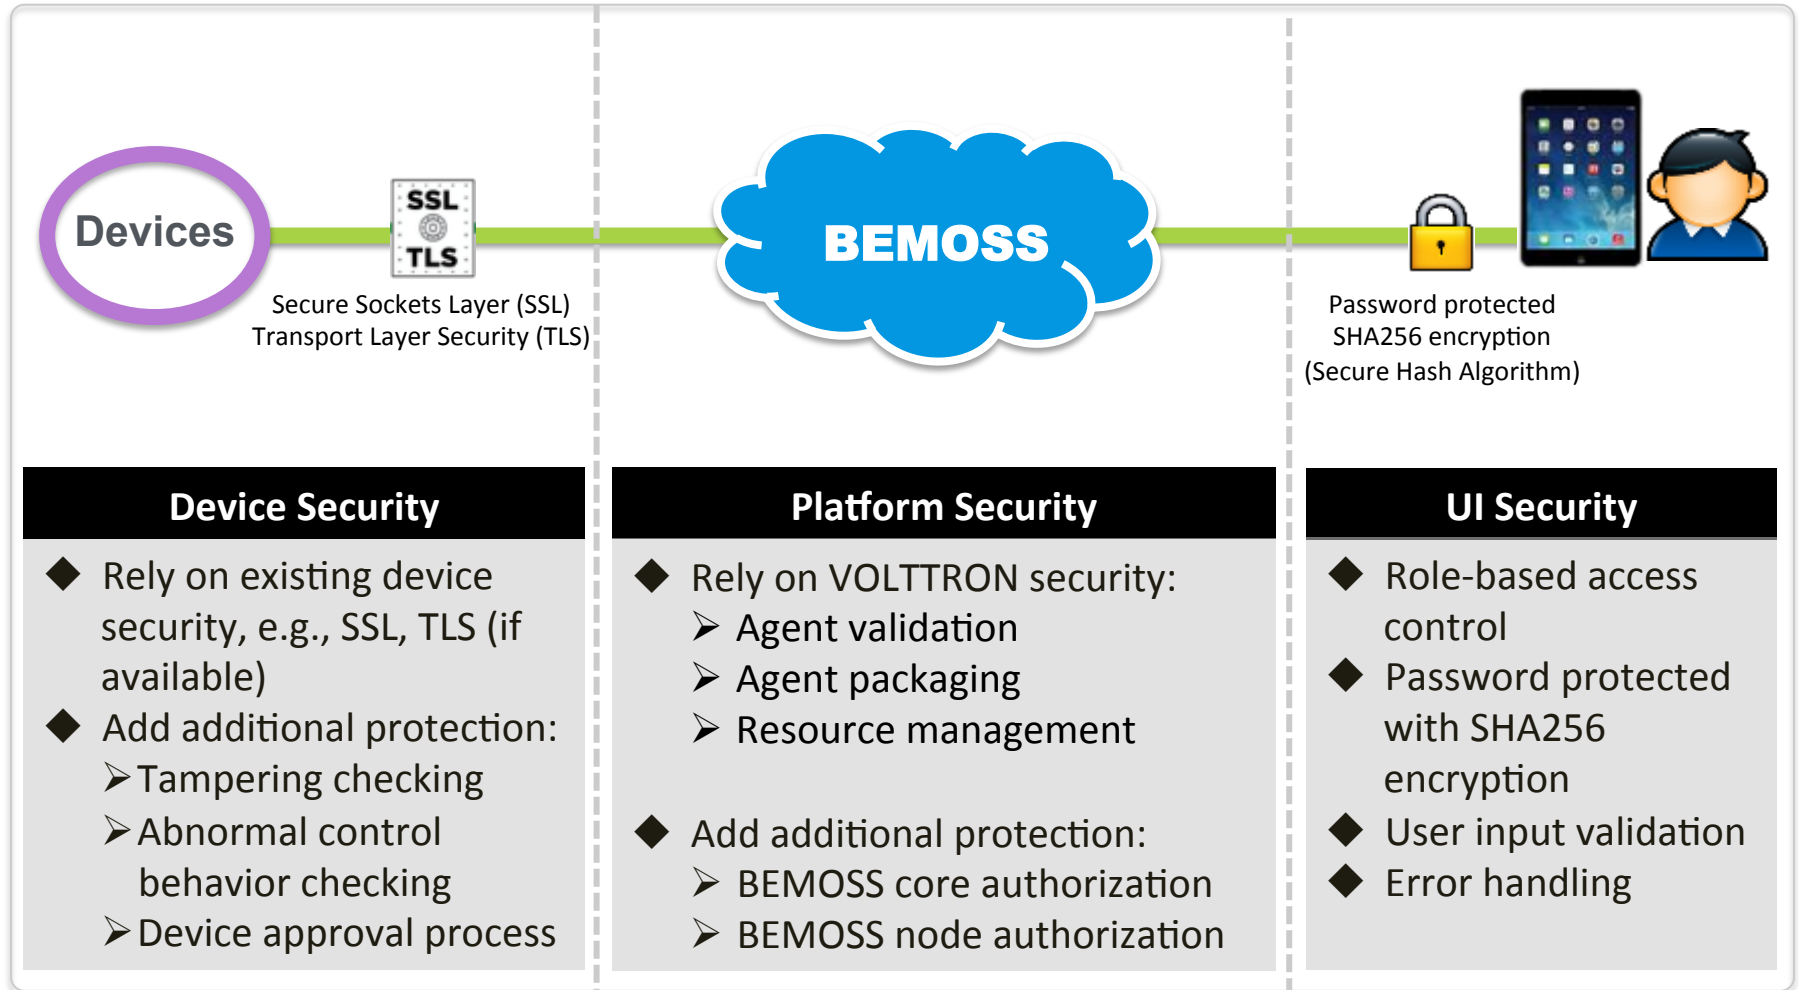 Devices
SSL
TLS
Secure Sockets Layer (SSL)
Transport Layer Security (TLS)
BEMOSS
Password protected
SHA256 encryption
(Secure Hash Algorithm)
Device Security
Rely on existing device
security, e.g., SSL, TLS (if
available)
Add additional protection:
Tampering checking
Abnormal control
behavior checking
Device approval process
Platform Security
Rely on VOLTTRON security:
Agent validation
Agent packaging
Resource management
Add additional protection:
BEMOSS core authorization
BEMOSS node authorization
UI Security
Role-based access
control
Password protected
with SHA256
encryption
User input validation
Error handling